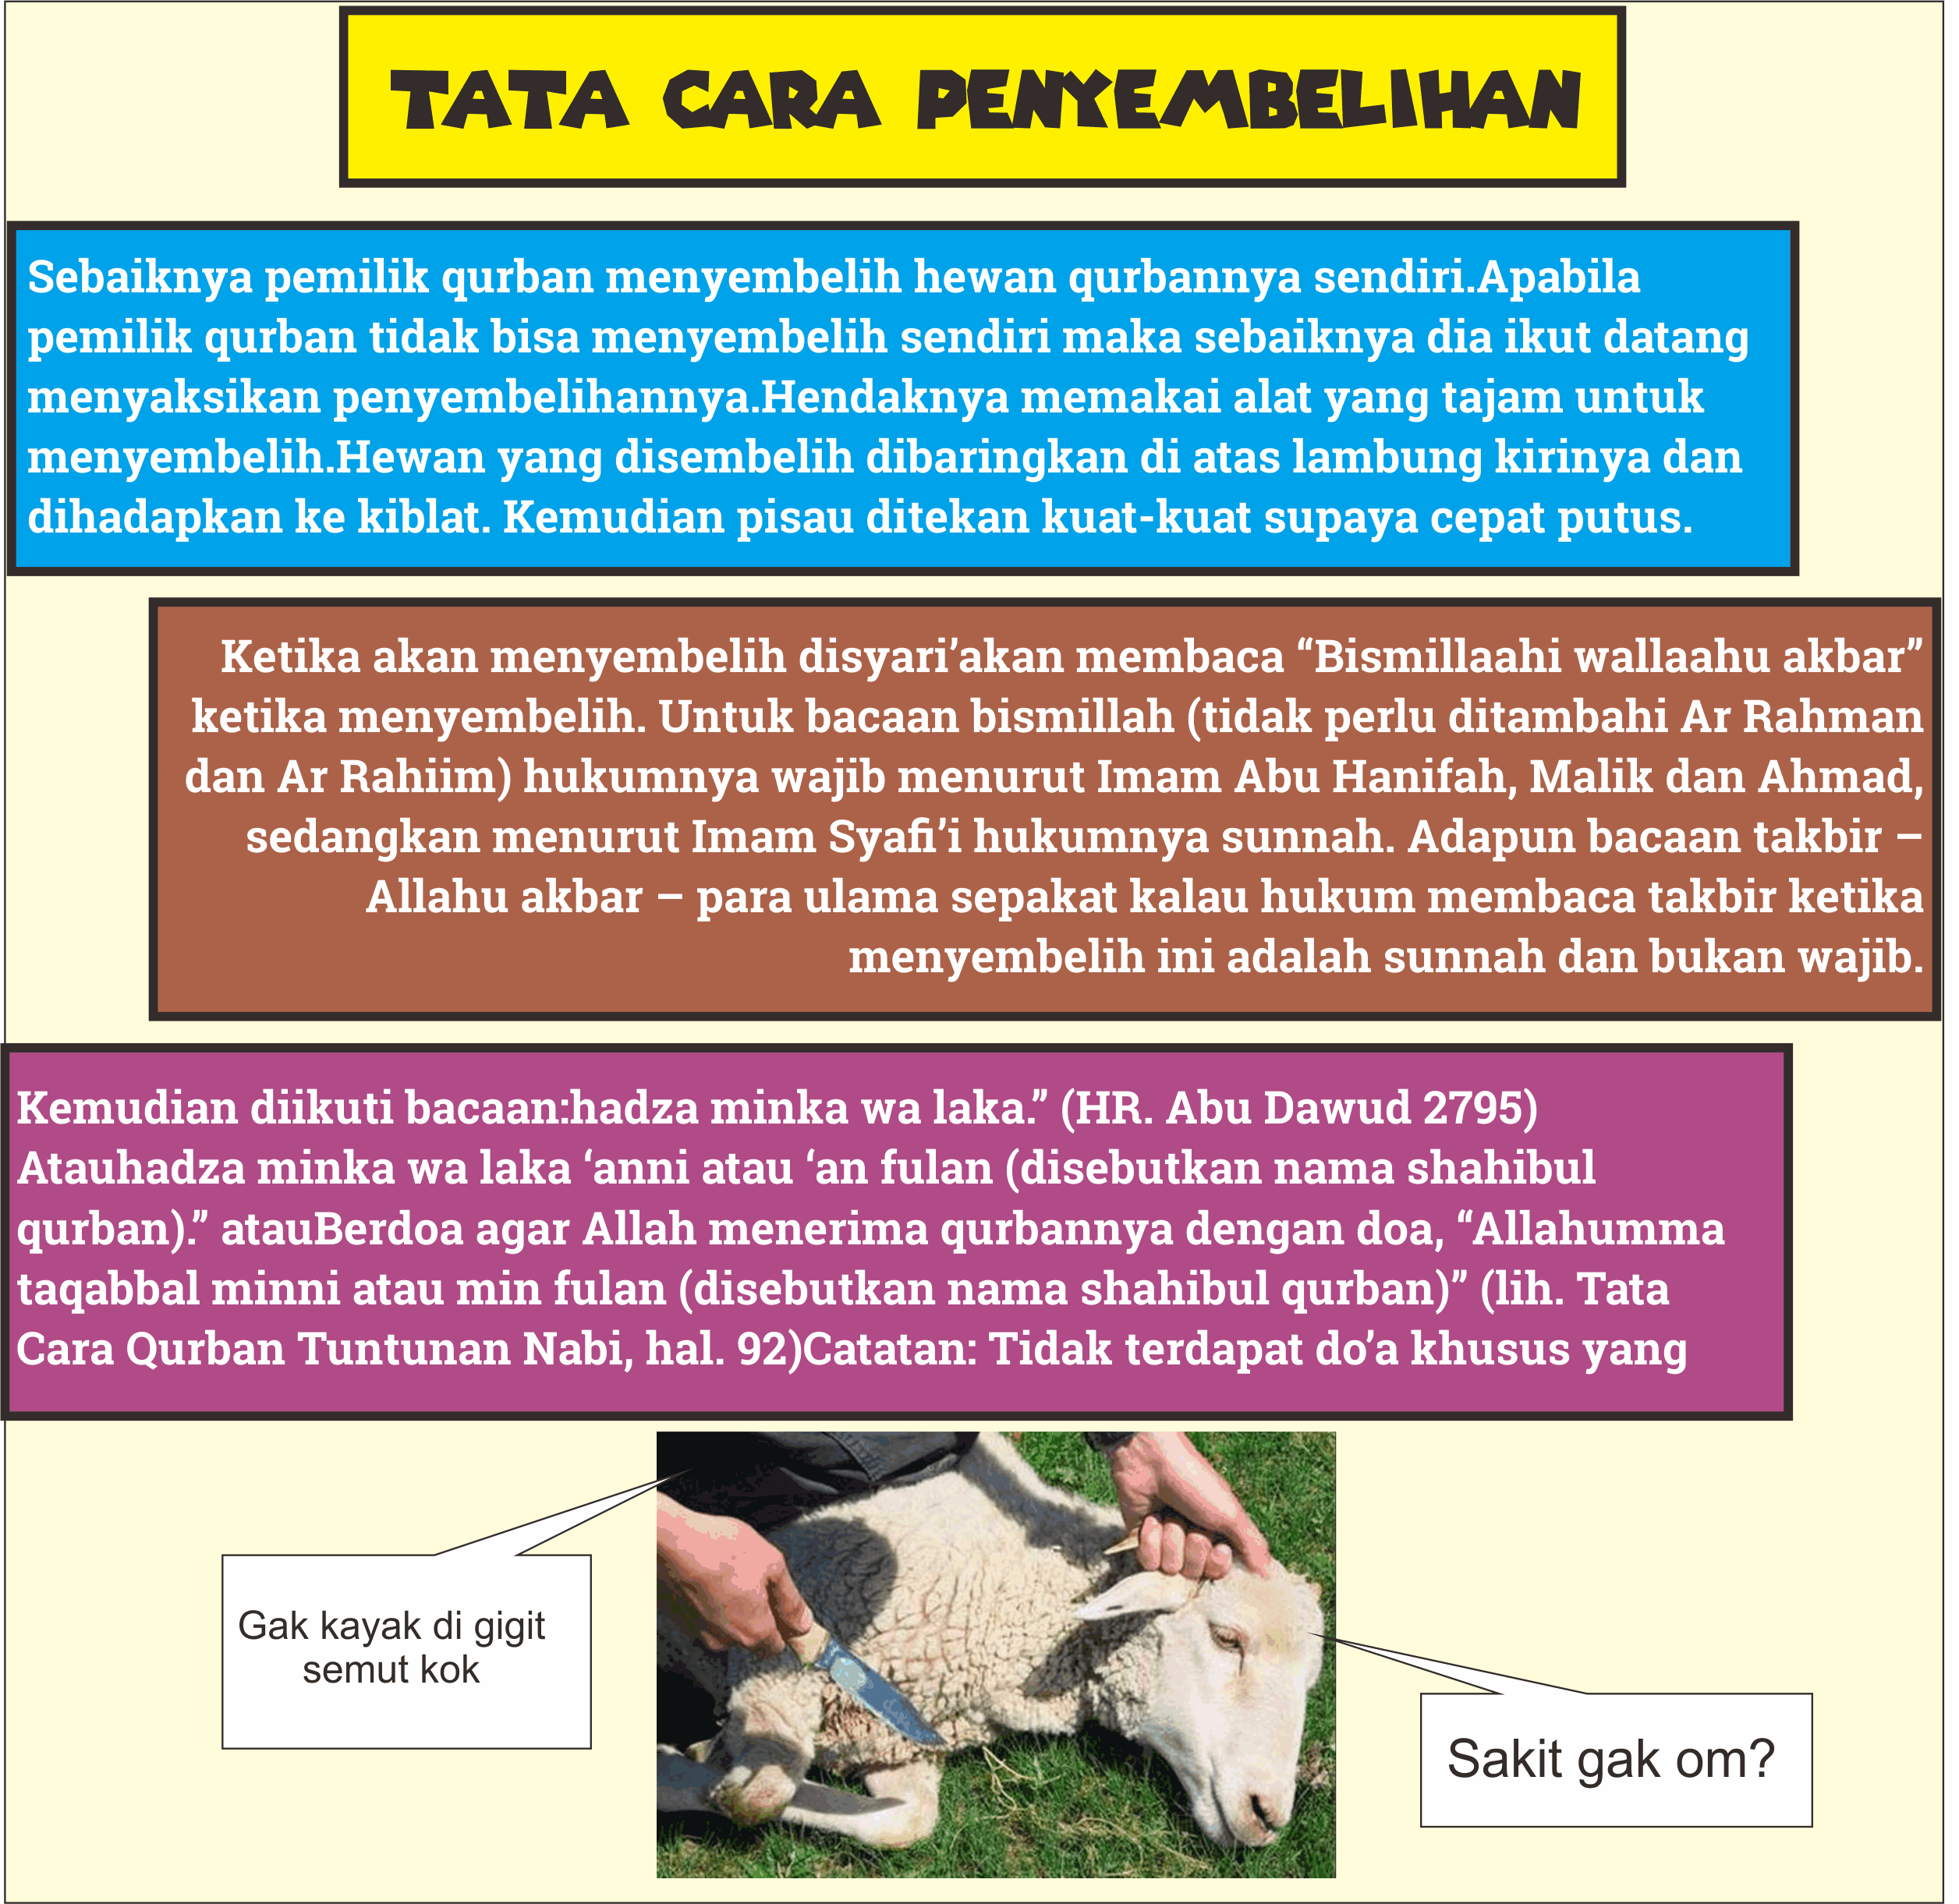 TATA CARA PENYEMBELIHAN
Sebaiknya pemilik qurban menyembelih hewan qurbannya sendiri.Apabila
pemilik qurban tidak bisa menyembelih sendiri maka sebaiknya dia ikut datang
menyaksikan penyembelihannya.Hendaknya memakai alat yang tajam untuk
menyembelih.Hewan yang disembelih dibaringkan di atas lambung kirinya dan
dihadapkan ke kiblat. Kemudian pisau ditekan kuat-kuat supaya cepat putus.
Ketika akan menyembelih disyari’akan membaca “Bismillaahi wallaahu akbar”
ketika menyembelih. Untuk bacaan bismillah (tidak perlu ditambahi Ar Rahman
dan Ar Rahiim) hukumnya wajib menurut Imam Abu Hanifah, Malik dan Ahmad,
sedangkan menurut Imam Syafi’i hukumnya sunnah. Adapun bacaan takbir –
Allahu akbar – para ulama sepakat kalau hukum membaca takbir ketika
menyembelih ini adalah sunnah dan bukan wajib.
Kemudian diikuti bacaan:hadza minka wa laka.” (HR. Abu Dawud 2795)
Atauhadza minka wa laka ‘anni atau ‘an fulan (disebutkan nama shahibul
qurban).” atauBerdoa agar Allah menerima qurbannya dengan doa, “Allahumma
taqabbal minni atau min fulan (disebutkan nama shahibul qurban)” (lih. Tata
Cara Qurban Tuntunan Nabi, hal. 92)Catatan: Tidak terdapat do’a khusus yang
Gak kayak di gigit
semut kok
Sakit gak om?